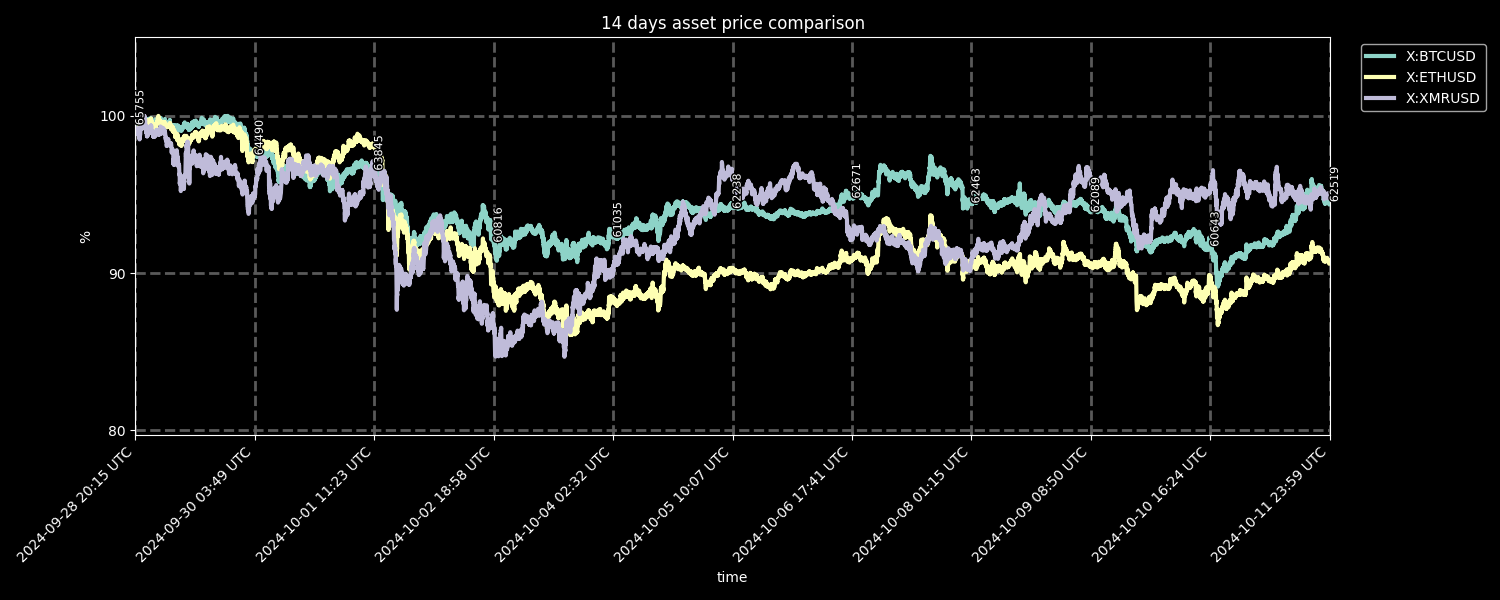 14 days asset price comparison
X:BTCUSD
X:ETHUSD
X:XMRUSD
100
90
80
%
65755
64490
63845
60816
61035
62238
62671
62463
62089
60643
62519
2024-09-28 20:15 UTC
2024-09-30 03:49 UTC
2024-10-01 11:23 UTC
2024-10-02 18:58 UTC
2024-10-04 02:32 UTC
2024-10-05 10:07 UTC
2024-10-06 17:41 UTC
2024-10-08 01:15 UTC
2024-10-09 08:50 UTC
2024-10-10 16:24 UTC
2024-10-11 23:59 UTC
time